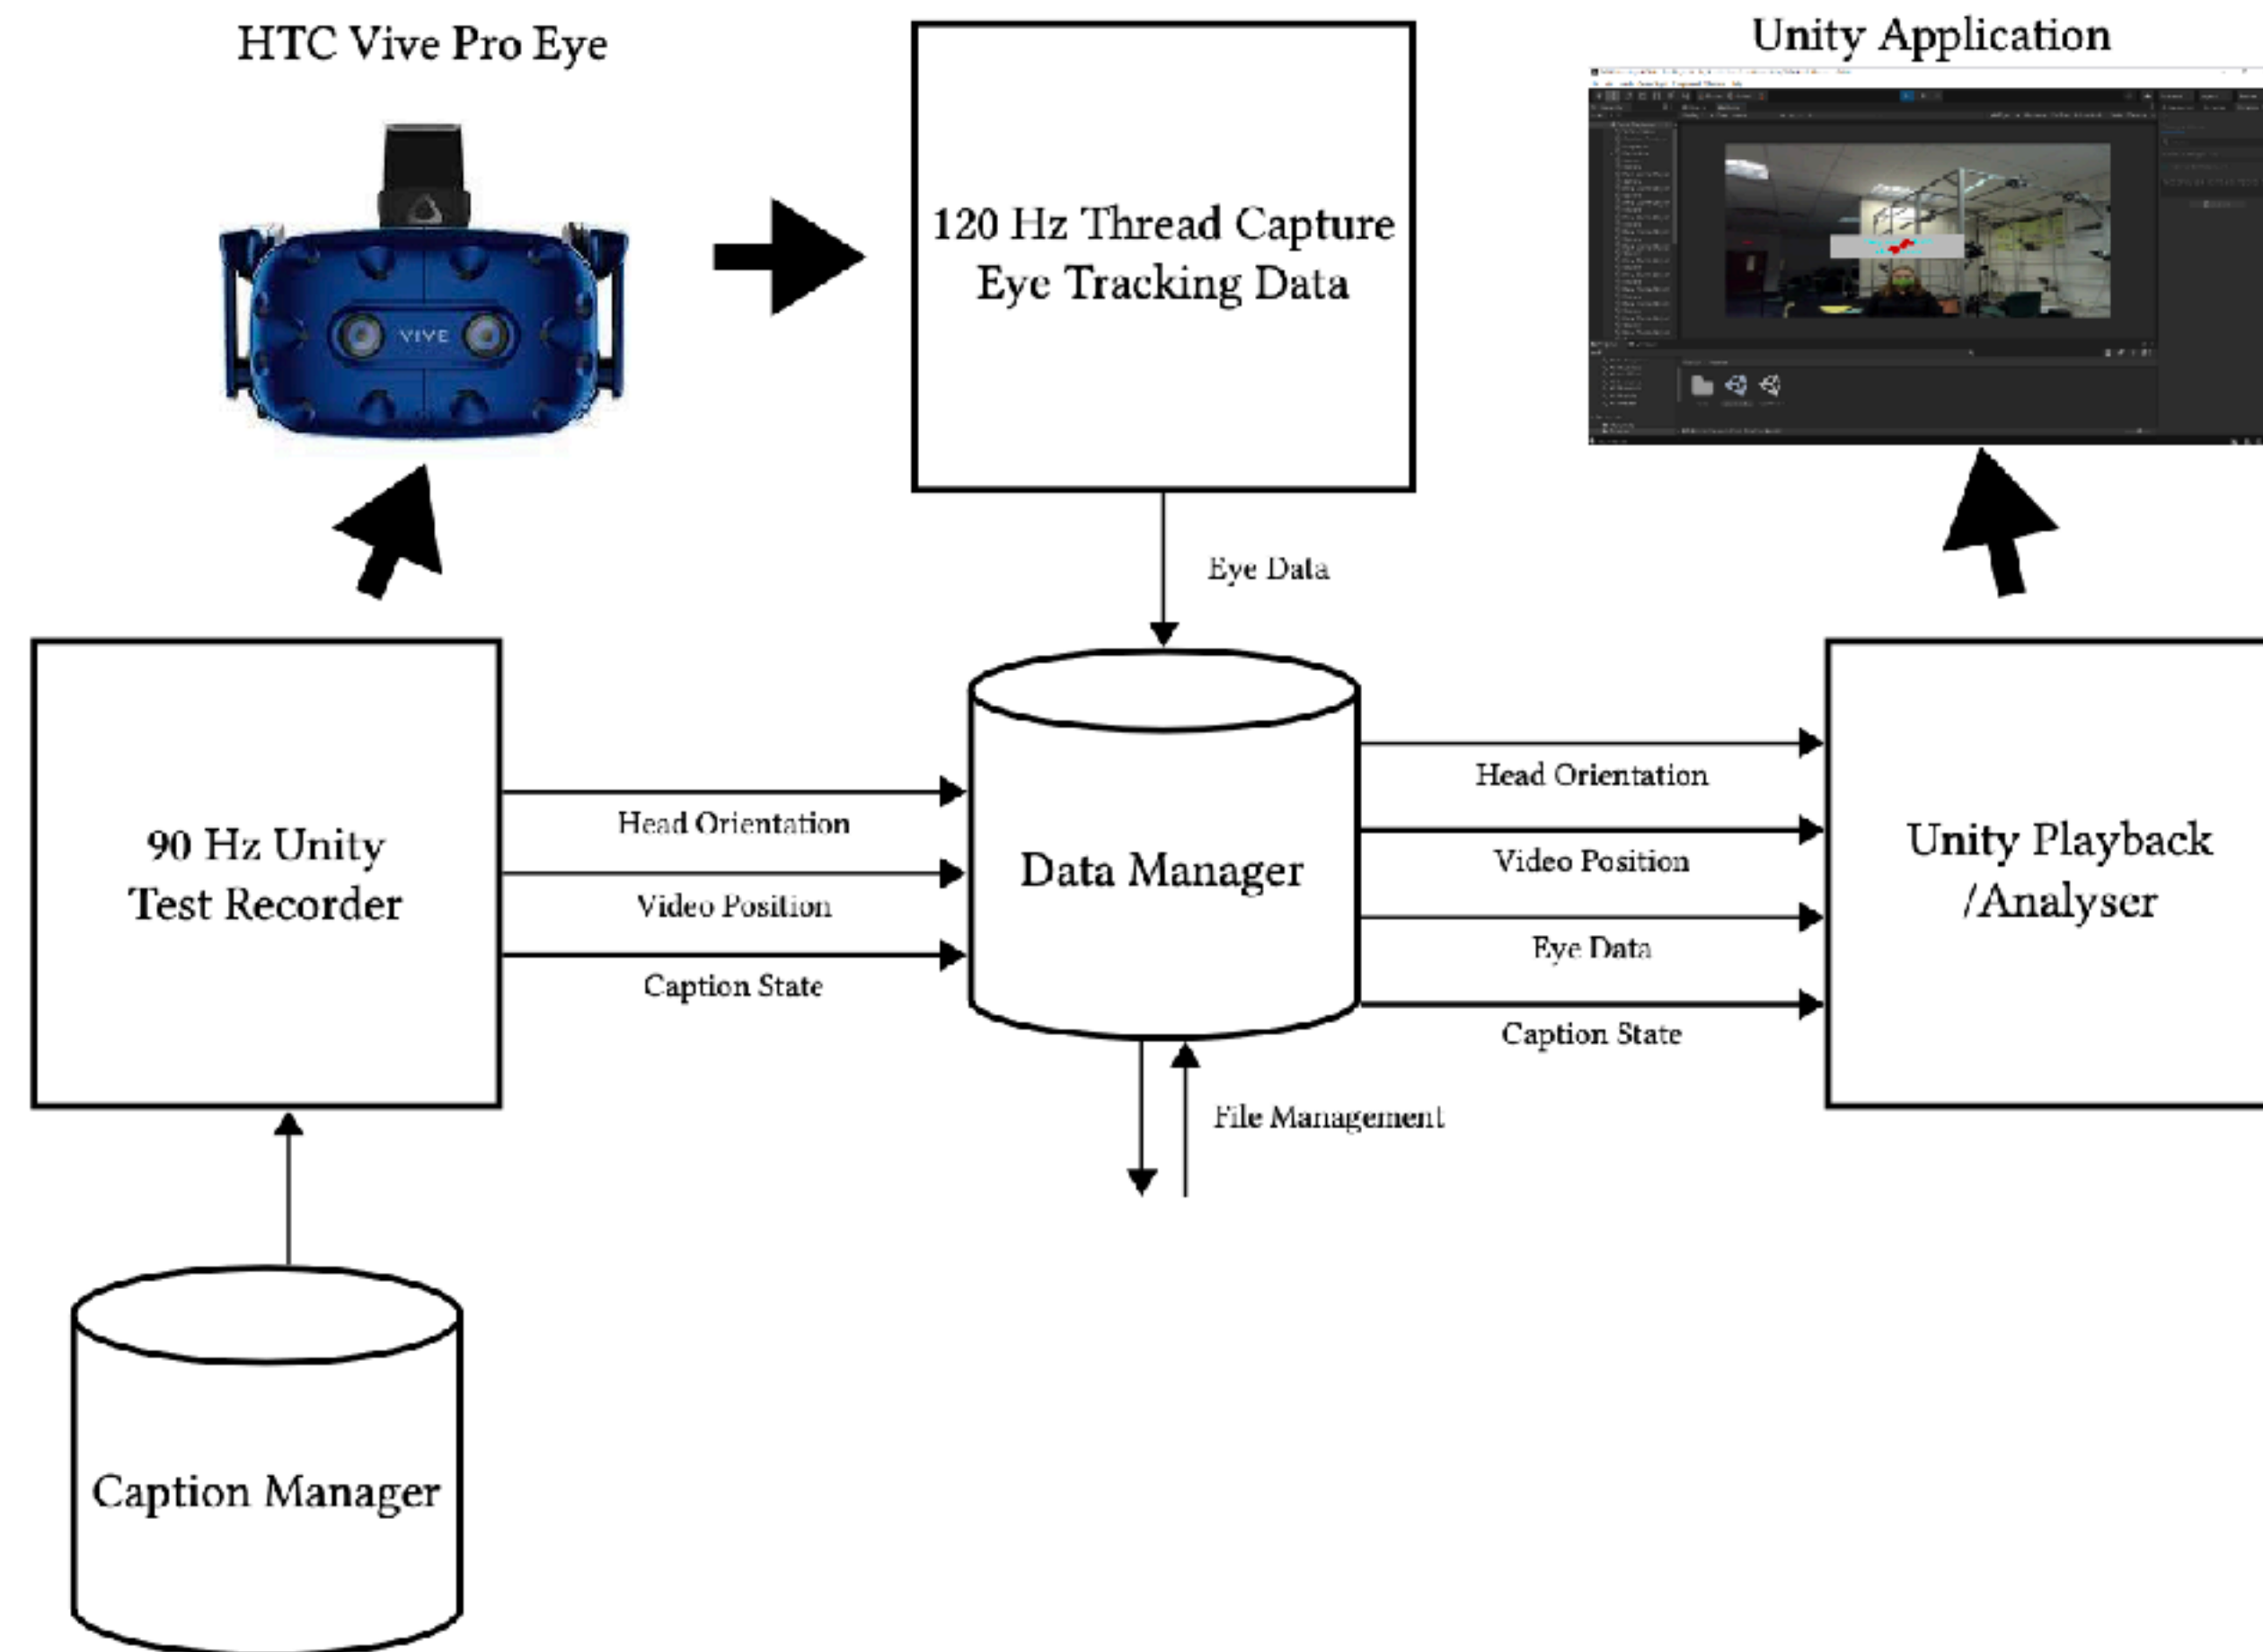 HTC Vive Pro Eye
Unity Application
VIVE
120 Hz Thread Capture
Eye Tracking Data
Eye Data
90 Hz Unity
Test Recorder
Head Orientation
Video Position
Caption State
Data Manager
Head Orientation
Video Position
Eye Data
Caption State
Unity Playback
/Analyser
File Management
Caption Manager